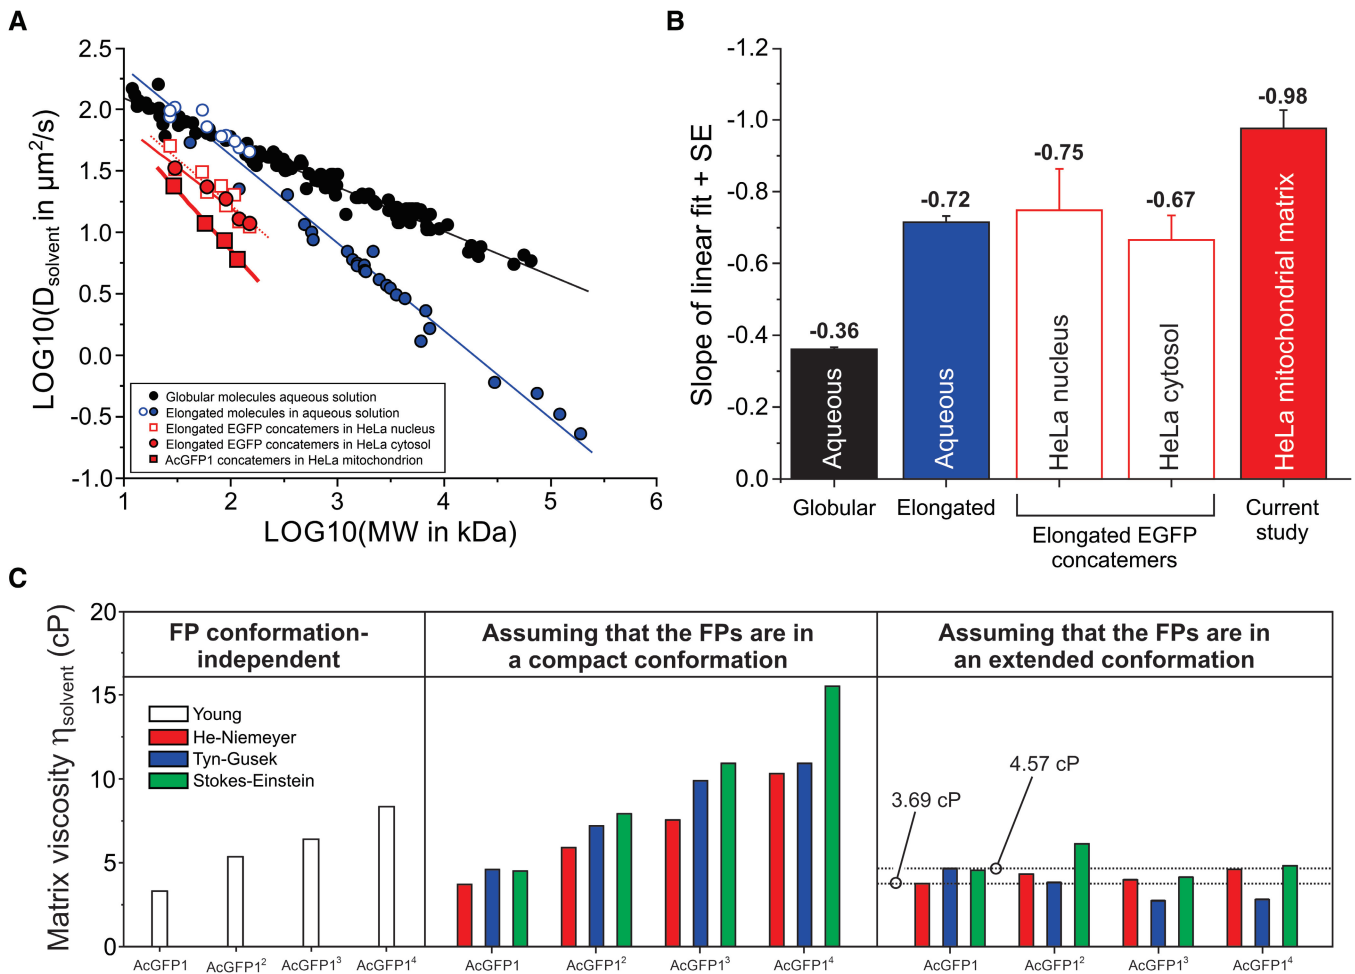 A
2.5
2.0
1.5
1.0
0.5
0.0
-0.5
-1.0
LOG10(Dsolvent in μm²/s)
Globular molecules aqueous solution
Elongated molecules in aqueous solution
Elongated EGFP concatemers in HeLa nucleus
Elongated EGFP concatemers in HeLa cytosol
AcGFP1 concatemers in HeLa mitochondrion
1 2 3 4 5 6
LOG10(MW in kDa)
B
-1.2
-1.0
-0.8
-0.6
-0.4
-0.2
0.0
Slope of linear fit + SE
-0.36
-0.72
-0.75
-0.67
-0.98
Aqueous
Aqueous
HeLa nucleus
HeLa cytosol
HeLa mitochondrial matrix
Globular
Elongated
Elongated EGFP
concatemers
Current
study
C
20
15
10
5
0
Matrix viscosity ηsolvent (cP)
FP conformation-
independent
Young
He-Niemeyer
Tyn-Gusek
Stokes-Einstein
AcGFP1 AcGFP1² AcGFP1³ AcGFP1⁴
Assuming that the FPs are in
a compact conformation
AcGFP1 AcGFP1² AcGFP1³ AcGFP1⁴
Assuming that the FPs are in
an extended conformation
4.57 cP
3.69 cP
AcGFP1 AcGFP1² AcGFP1³ AcGFP1⁴